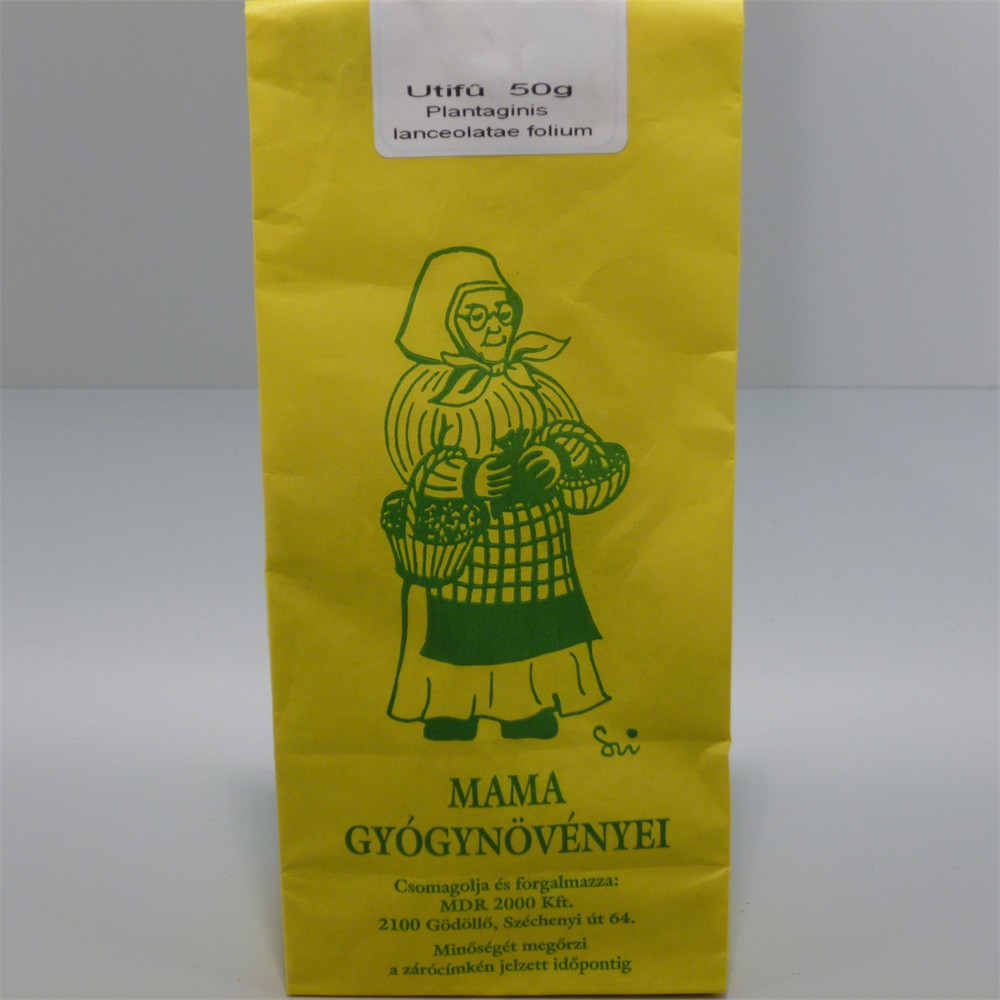 Utifû 50g
Plantaginis
lanceolatae folium
Sui
MAMA
GYÓGYNÖVÉNYEI
Csomagolja és forgalmazza:
MDR 2000 Kft.
2100 Gödöllő, Széchenyi út 64.
Minőségét megőrzi
a zárócímkén jelzett időpontig